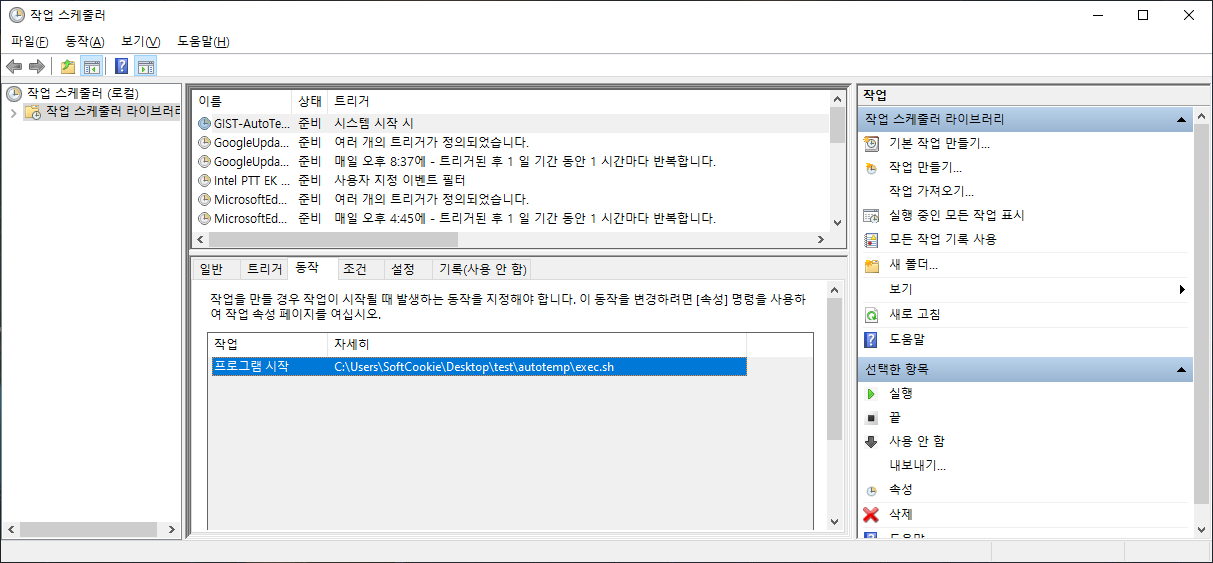 작업 스케줄러
파일(F) 동작(A) 보기(V) 도움말(H)
작업 스케줄러 (로컬)
작업 스케줄러 라이브러리
이름 상태 트리거
GIST-AutoTe... 준비 시스템 시작 시
GoogleUpda... 준비 여러 개의 트리거가 정의되었습니다.
GoogleUpda... 준비 매일 오후 8:37에 - 트리거된 후 1 일 기간 동안 1 시간마다 반복합니다.
Intel PTT EK ... 준비 사용자 지정 이벤트 필터
MicrosoftEd... 준비 여러 개의 트리거가 정의되었습니다.
MicrosoftEd... 준비 매일 오후 4:45에 - 트리거된 후 1 일 기간 동안 1 시간마다 반복합니다.
일반 트리거 동작 조건 설정 기록(사용 안 함)
작업을 만들 경우 작업이 시작될 때 발생하는 동작을 지정해야 합니다. 이 동작을 변경하려면 [속성] 명령을 사용하
여 작업 속성 페이지를 여십시오.
작업 자세히
프로그램 시작 C:\Users\SoftCookie\Desktop\test\autotemp\exec.sh
작업
작업 스케줄러 라이브러리
기본 작업 만들기...
작업 만들기...
작업 가져오기...
실행 중인 모든 작업 표시
모든 작업 기록 사용
새 폴더...
보기
새로 고침
도움말
선택한 항목
실행
끝
사용 안 함
내보내기...
속성
삭제
도움말